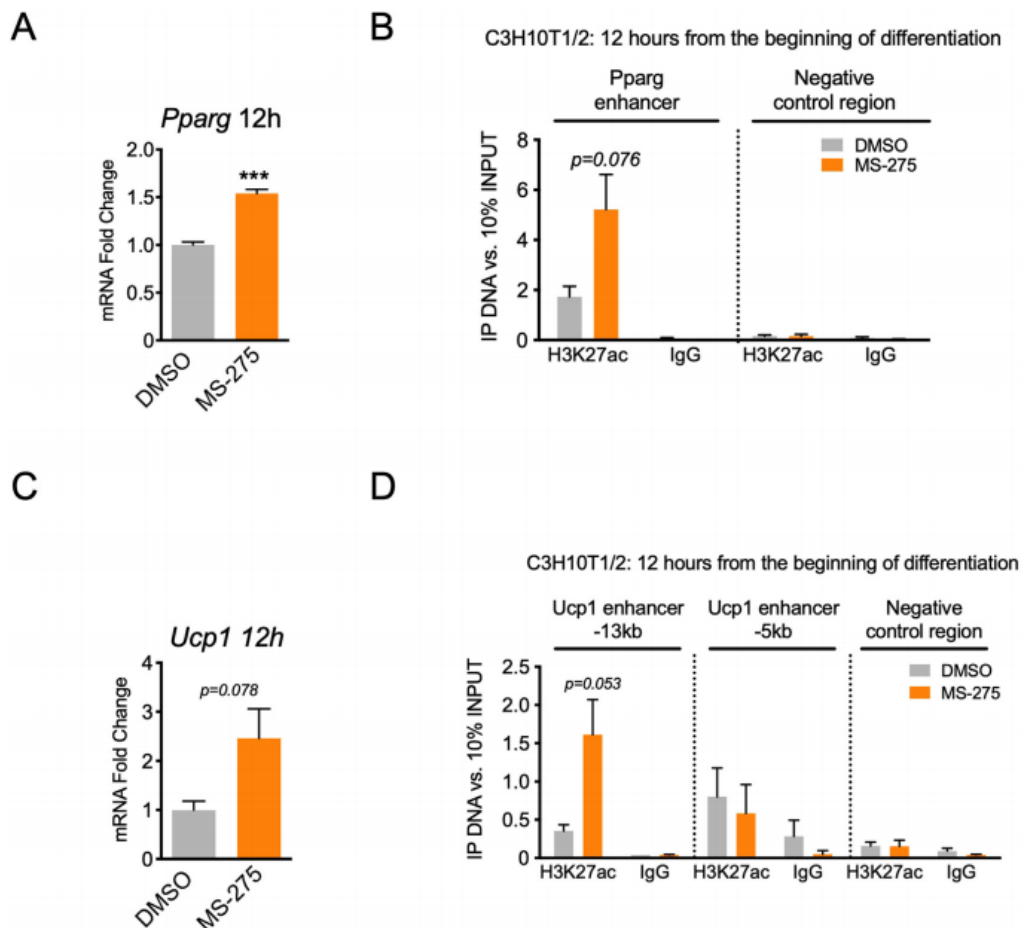 A
Pparg 12h
mRNA Fold Change
2.0
1.5
1.0
0.5
0
***
DMSO
MS-275
B
C3H10T1/2: 12 hours from the beginning of differentiation
Pparg
enhancer
Negative
control region
DMSO
MS-275
IP DNA vs. 10% INPUT
8
6
4
2
0
p=0.076
H3K27ac
IgG
H3K27ac
IgG
C
Ucp1 12h
mRNA Fold Change
4
3
2
1
0
p=0.078
DMSO
MS-275
D
C3H10T1/2: 12 hours from the beginning of differentiation
Ucp1 enhancer
-13kb
Ucp1 enhancer
-5kb
Negative
control region
DMSO
MS-275
IP DNA vs. 10% INPUT
2.5
2.0
1.5
1.0
0.5
0
p=0.053
H3K27ac
IgG
H3K27ac
IgG
H3K27ac
IgG